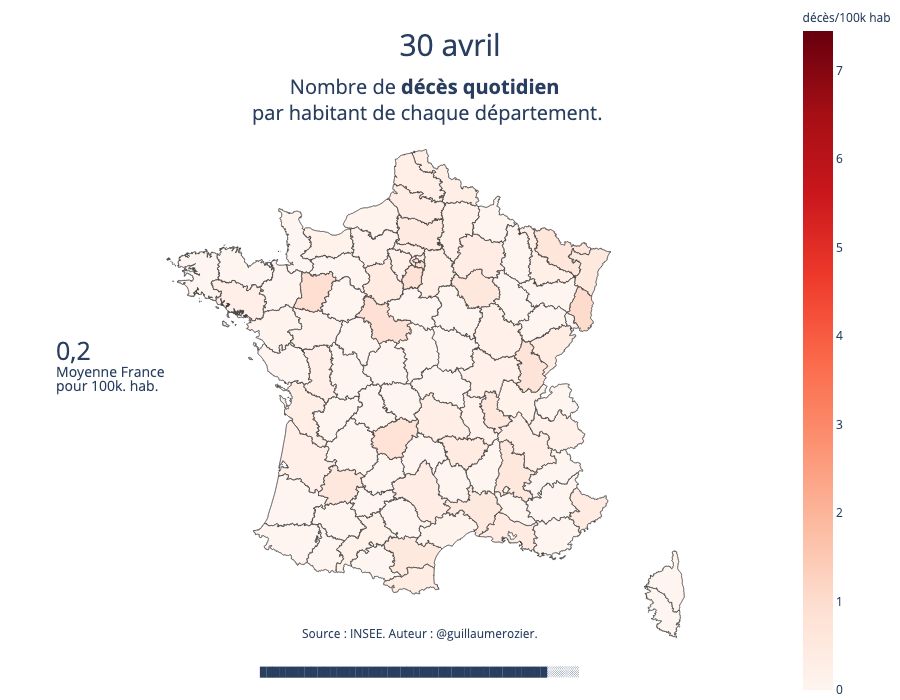 décès/100k hab
30 avril
Nombre de décès quotidien
par habitant de chaque département.
7
6
5
4
3
2
1
0
0,2
Moyenne France
pour 100k. hab.
Source : INSEE. Auteur : @guillaumerozier.